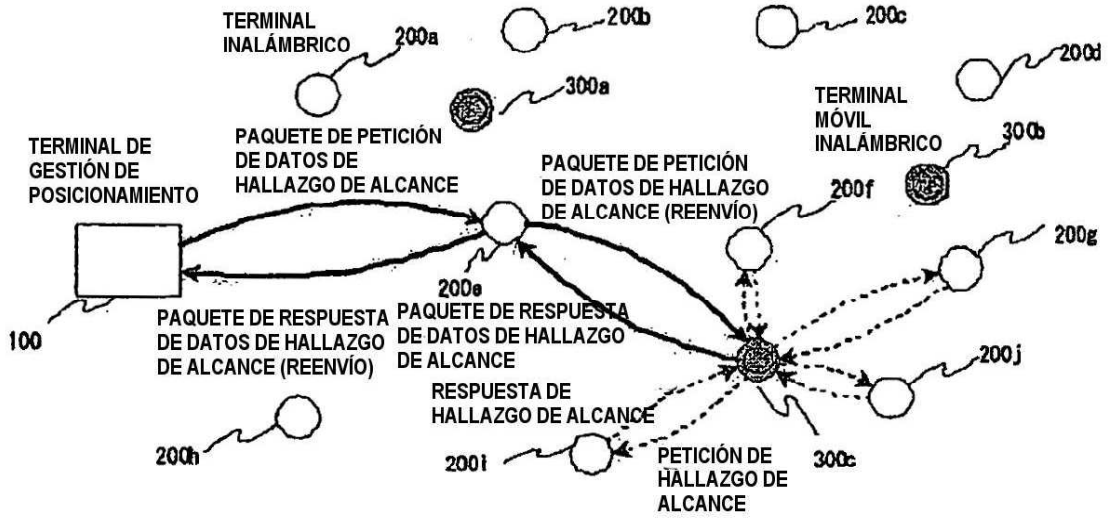 TERMINAL
INALÁMBRICO
200a
200b
200c
200d
300a
TERMINAL
MÓVIL
INALÁMBRICO
300b
TERMINAL DE
GESTIÓN DE
POSICIONAMIENTO
PAQUETE DE PETICIÓN
DE DATOS DE
HALLAZGO DE ALCANCE
PAQUETE DE PETICIÓN
DE DATOS DE HALLAZGO
DE ALCANCE (REENVÍO)
200f
200g
200e
100
PAQUETE DE RESPUESTA
DE DATOS DE HALLAZGO
DE ALCANCE (REENVÍO)
PAQUETE DE RESPUESTA
DE DATOS DE HALLAZGO
DE ALCANCE
200j
RESPUESTA DE
HALLAZGO DE ALCANCE
200h
200i
PETICIÓN DE
HALLAZGO DE
ALCANCE
300c